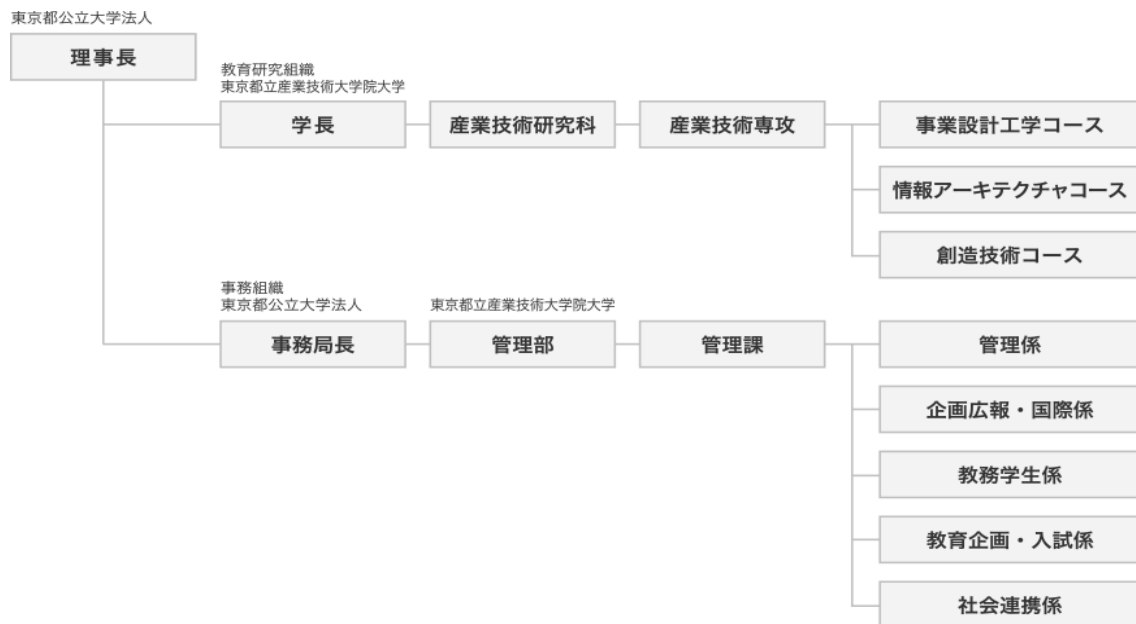 東京都公立大学法人
理事長
教育研究組織
東京都立産業技術大学院大学
学長
産業技術研究科
産業技術専攻
事業設計工学コース
情報アーキテクチャコース
創造技術コース
事務組織
東京都公立大学法人
東京都立産業技術大学院大学
事務局長
管理部
管理課
管理係
企画広報・国際係
教務学生係
教育企画・入試係
社会連携係